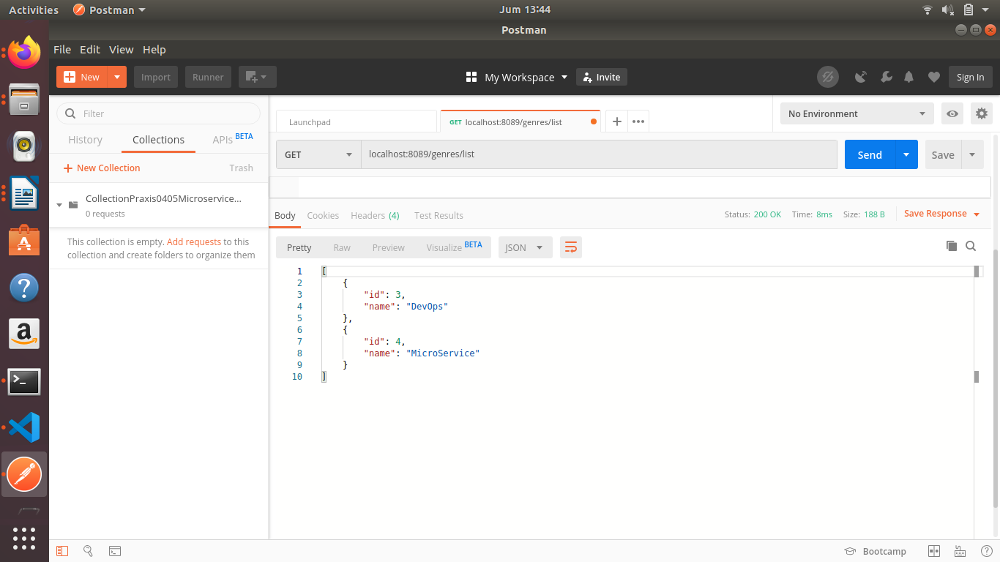 Activities Postman Jum 13:44
Postman
File Edit View Help
New Import Runner My Workspace Invite Sign In
Filter
History Collections APIs BETA
New Collection Trash
CollectionPraxis0405Microservice...
0 requests
This collection is empty. Add requests to this
collection and create folders to organize them
Launchpad GET localhost:8089/genres/list No Environment
GET localhost:8089/genres/list Send Save
Body Cookies Headers (4) Test Results Status: 200 OK Time: 8ms Size: 188 B Save Response
Pretty Raw Preview Visualize BETA JSON
1 [
2 {
3 "id": 3,
4 "name": "DevOps"
5 },
6 {
7 "id": 4,
8 "name": "MicroService"
9 }
10 ]
Bootcamp